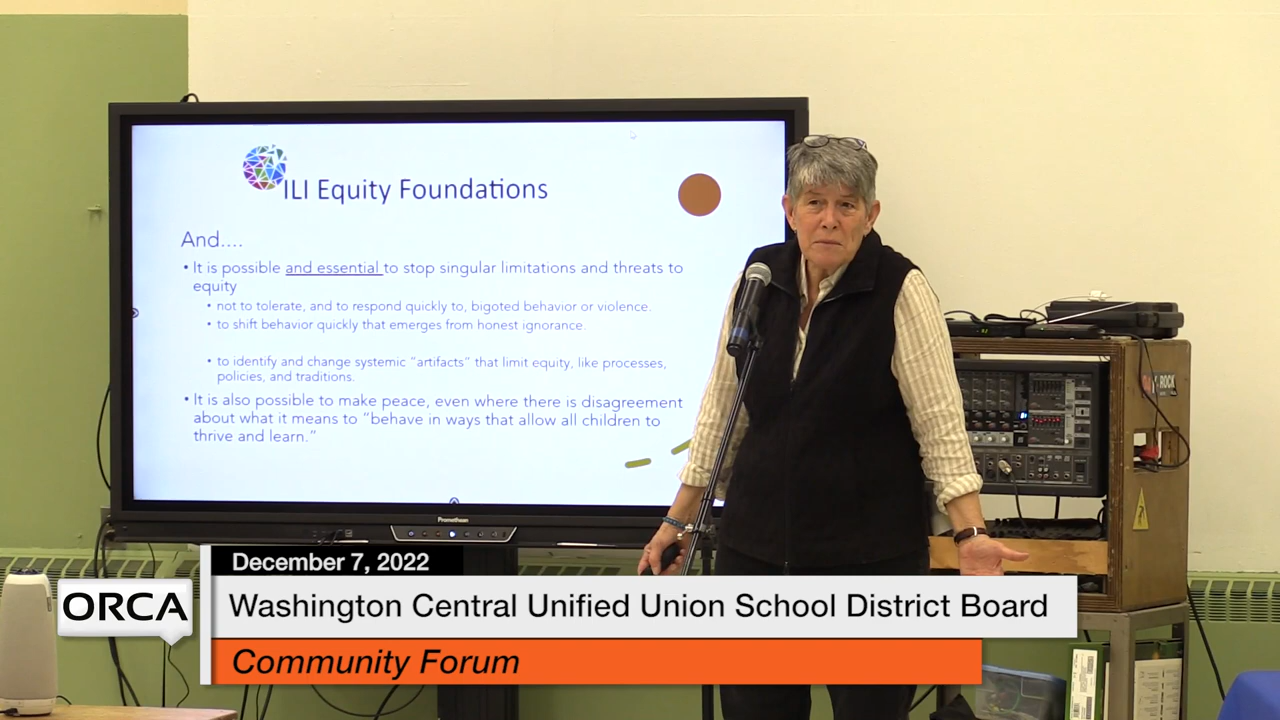 ILI Equity Foundations
And....
• It is possible and essential to stop singular limitations and threats to
equity
• not to tolerate, and to respond quickly to, bigoted behavior or violence.
• to shift behavior quickly that emerges from honest ignorance.
• to identify and change systemic “artifacts” that limit equity, like processes,
policies, and traditions.
• It is also possible to make peace, even where there is disagreement
about what it means to “behave in ways that allow all children to
thrive and learn.”
Promethean
ROCK
December 7, 2022
ORCA
Washington Central Unified Union School District Board
Community Forum